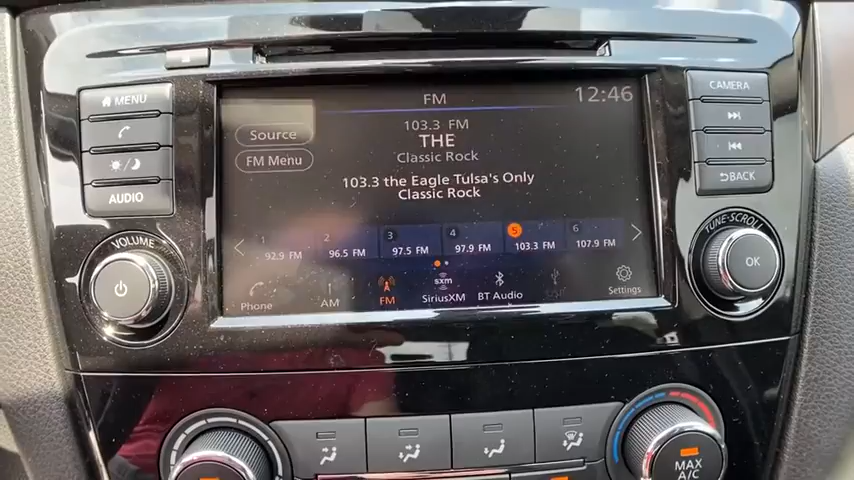 MENU
AUDIO
VOLUME
FM
12:46
Source
FM Menu
103.3 FM
THE
Classic Rock
103.3 the Eagle Tulsa's Only
Classic Rock
1 2 3 4 5 6
92.9 FM 96.5 FM 97.5 FM 97.9 FM 103.3 FM 107.9 FM
Phone AM FM sxm SiriusXM BT Audio USB Settings
CAMERA
BACK
TUNE·SCROLL
OK
MAX
A/C